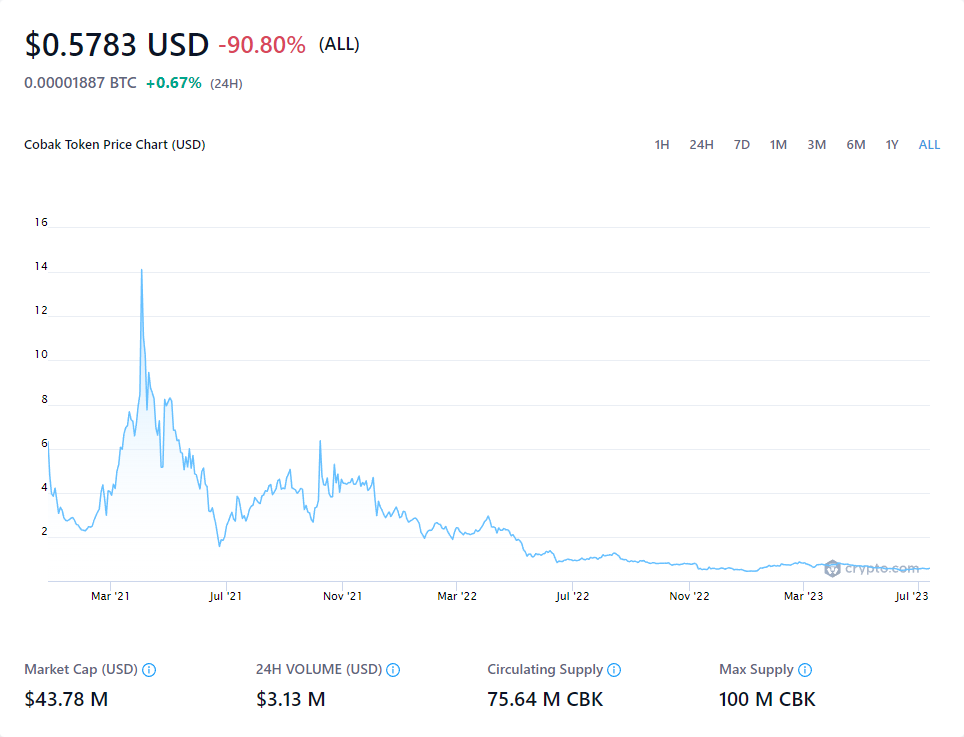 $0.5783 USD -90.80% (ALL)
0.00001887 BTC +0.67% (24H)
Cobak Token Price Chart (USD) 1H 24H 7D 1M 3M 6M 1Y ALL
16
14
12
10
8
6
4
2
crypto.com
Mar '21 Jul '21 Nov '21 Mar '22 Jul '22 Nov '22 Mar '23 Jul '23
Market Cap (USD) 24H VOLUME (USD) Circulating Supply Max Supply
$43.78 M $3.13 M 75.64 M CBK 100 M CBK